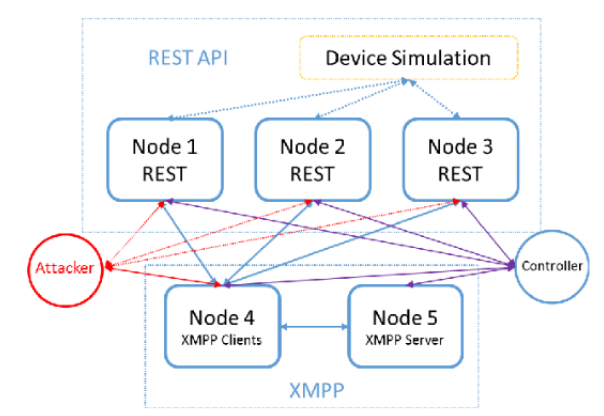 REST API
Device Simulation
Node 1
REST
Node 2
REST
Node 3
REST
Attacker
Controller
Node 4
XMPP Clients
Node 5
XMPP Server
XMPP